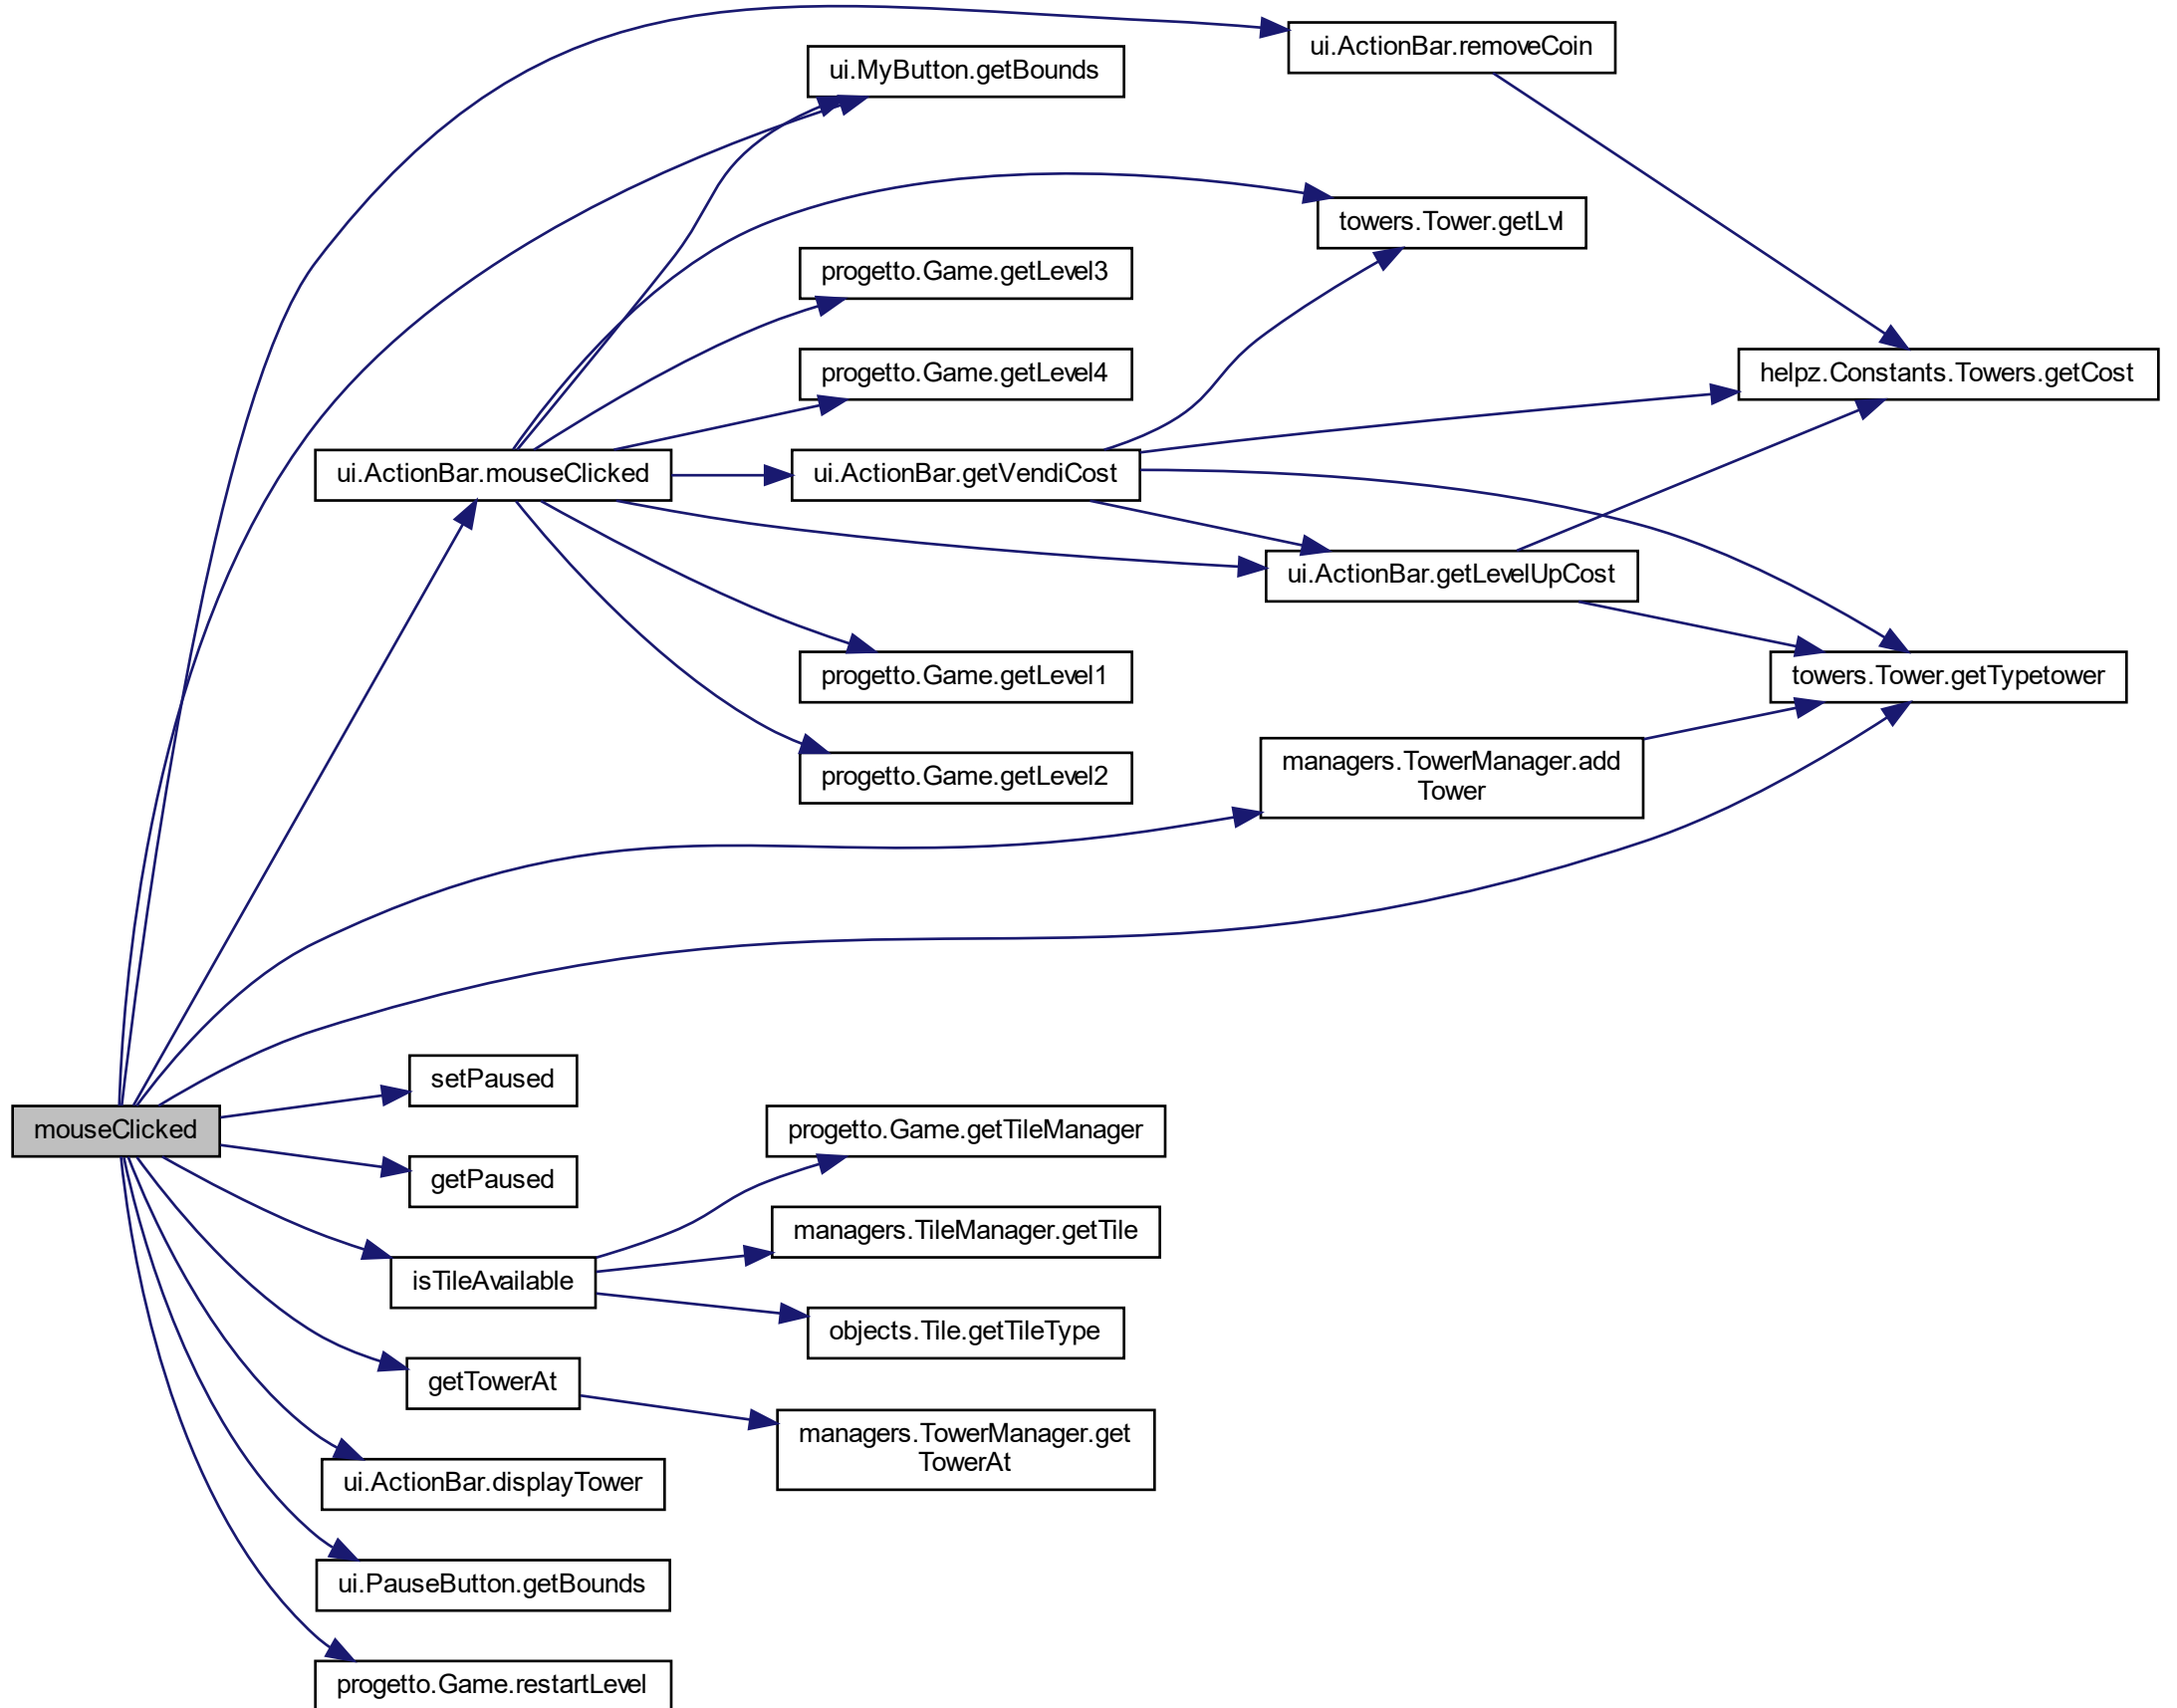 ui.ActionBar.removeCoin
ui.MyButton.getBounds
towers.Tower.getLvl
progetto.Game.getLevel3
progetto.Game.getLevel4
helpz.Constants.Towers.getCost
ui.ActionBar.mouseClicked
ui.ActionBar.getVendiCost
ui.ActionBar.getLevelUpCost
progetto.Game.getLevel1
towers.Tower.getTypetower
progetto.Game.getLevel2
managers.TowerManager.add
Tower
setPaused
mouseClicked
progetto.Game.getTileManager
getPaused
managers.TileManager.getTile
isTileAvailable
objects.Tile.getTileType
getTowerAt
managers.TowerManager.get
TowerAt
ui.ActionBar.displayTower
ui.PauseButton.getBounds
progetto.Game.restartLevel